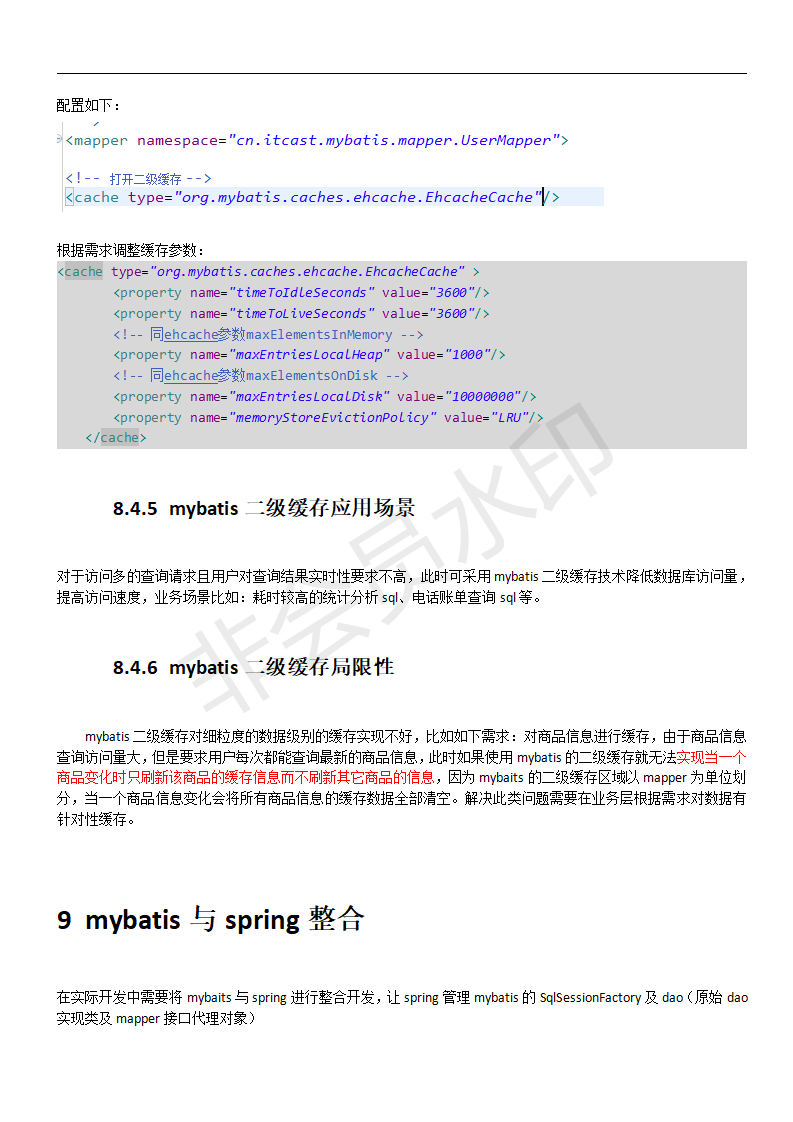 配置如下：
<mapper namespace="cn.itcast.mybatis.mapper.UserMapper">
<!-- 打开二级缓存 -->
<cache type="org.mybatis.caches.ehcache.EhcacheCache"/>
根据需求调整缓存参数：
<cache type="org.mybatis.caches.ehcache.EhcacheCache" >
<property name="timeToIdleSeconds" value="3600"/>
<property name="timeToLiveSeconds" value="3600"/>
<!-- 同ehcache参数maxElementsInMemory -->
<property name="maxEntriesLocalHeap" value="1000"/>
<!-- 同ehcache参数maxElementsOnDisk -->
<property name="maxEntriesLocalDisk" value="10000000"/>
<property name="memoryStoreEvictionPolicy" value="LRU"/>
</cache>
8.4.5 mybatis 二级缓存应用场景
对于访问多的查询请求且用户对查询结果实时性要求不高，此时可采用 mybatis 二级缓存技术降低数据库访问量，
提高访问速度，业务场景比如：耗时较高的统计分析 sql、电话账单查询 sql 等。
8.4.6 mybatis 二级缓存局限性
mybatis 二级缓存对细粒度的数据级别的缓存实现不好，比如如下需求：对商品信息进行缓存，由于商品信息
查询访问量大，但是要求用户每次都能查询最新的商品信息，此时如果使用 mybatis 的二级缓存就无法实现当一个
商品变化时只刷新该商品的缓存信息而不刷新其它商品的信息，因为 mybaits 的二级缓存区域以 mapper 为单位划
分，当一个商品信息变化会将所有商品信息的缓存数据全部清空。解决此类问题需要在业务层根据需求对数据有
针对性缓存。
9 mybatis 与 spring 整合
在实际开发中需要将 mybaits 与 spring 进行整合开发，让 spring 管理 mybatis 的 SqlSessionFactory 及 dao（原始 dao
实现类及 mapper 接口代理对象）
非会员水印